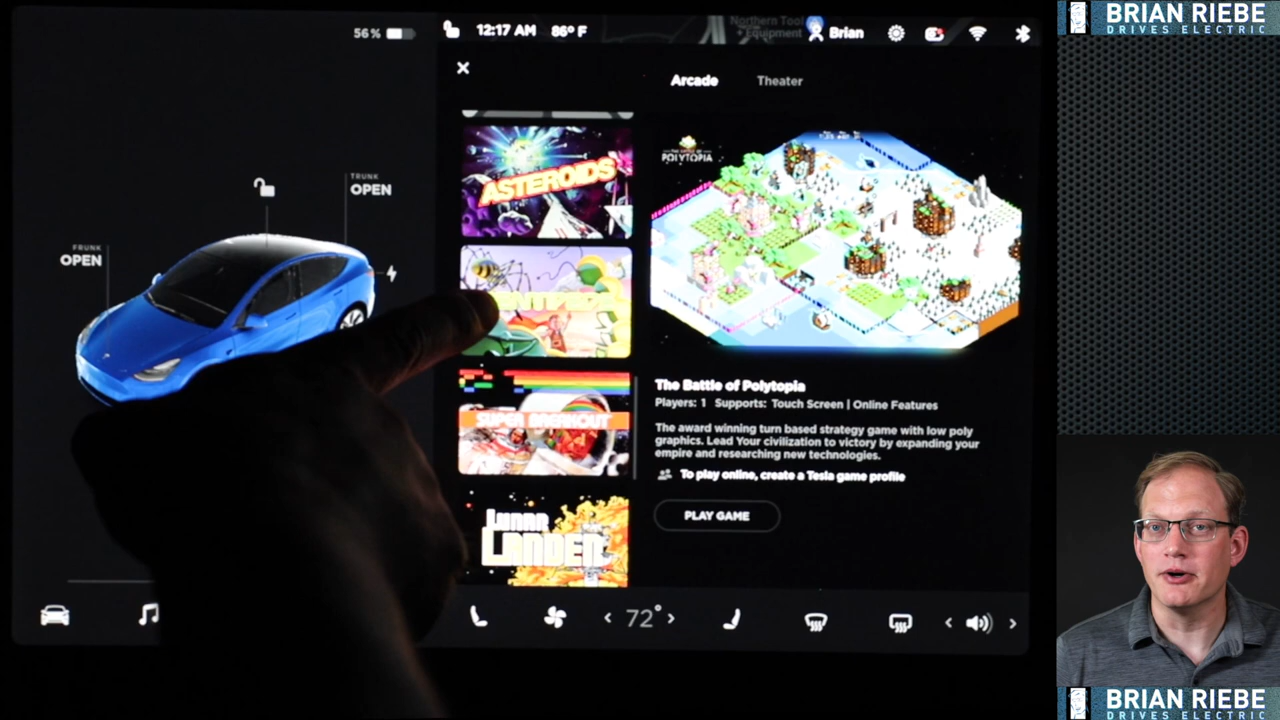 56 %
12:17 AM
86° F
Northern Tool
+ Equipment
Brian
Arcade
Theater
TRUNK
OPEN
FRUNK
OPEN
ASTEROIDS
SUPER BREAKOUT
LUNAR
LANDER
THE BATTLE OF
POLYTOPIA
The Battle of Polytopia
Players: 1 Supports: Touch Screen | Online Features
The award winning turn based strategy game with low poly
graphics. Lead Your civilization to victory by expanding your
empire and researching new technologies.
To play online, create a Tesla game profile
PLAY GAME
< 72° >
< >
BRIAN RIEBE
DRIVES ELECTRIC
BRIAN RIEBE
DRIVES ELECTRIC